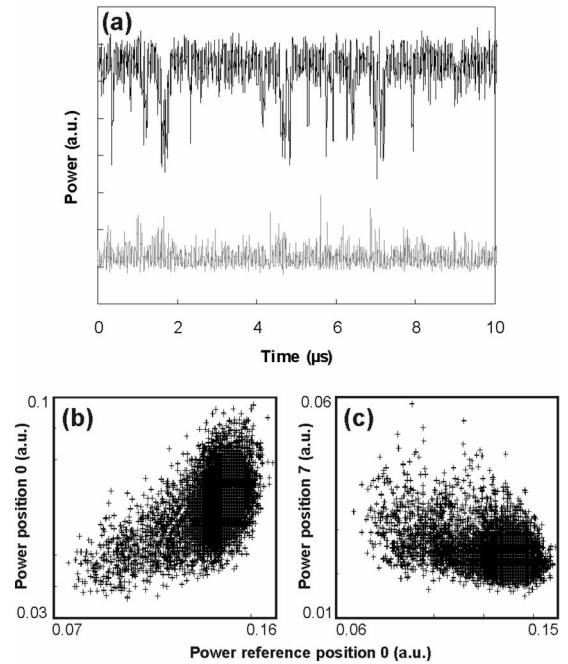 (a)
Power (a.u.)
0 2 4 6 8 10
Time (µs)
(b)
0.1
Power position 0 (a.u.)
0.03
0.07 0.16
(c)
0.06
Power position 7 (a.u.)
0.01
0.06 0.15
Power reference position 0 (a.u.)